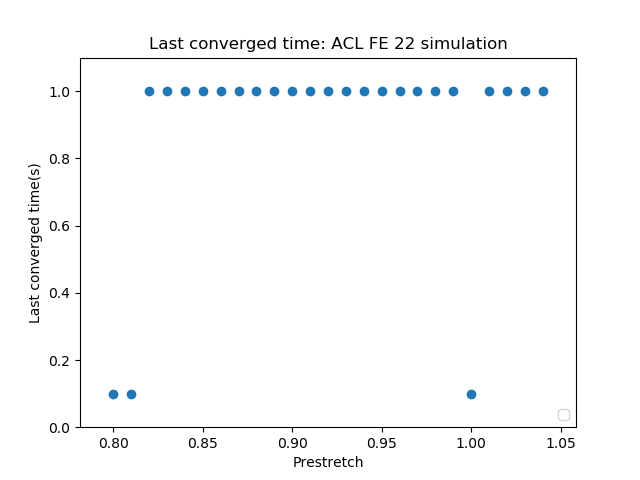 Last converged time: ACL FE 22 simulation
1.0
0.8
0.6
0.4
0.2
0.0
Last converged time(s)
0.80 0.85 0.90 0.95 1.00 1.05
Prestretch